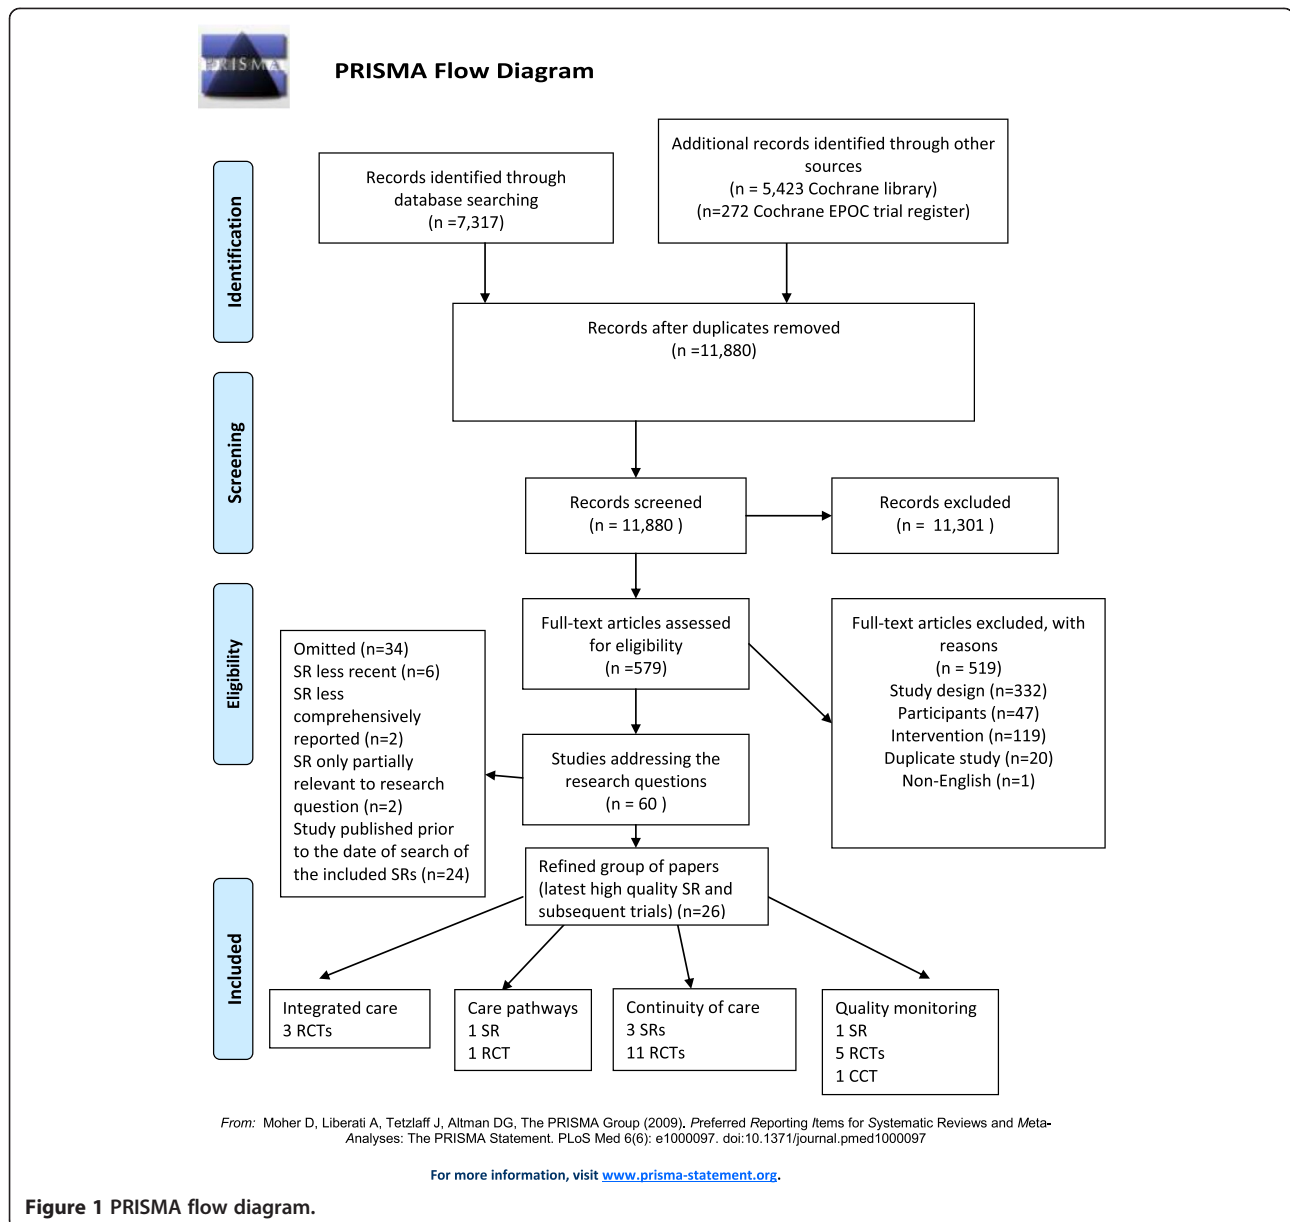 PRISMA
PRISMA Flow Diagram
Identification
Records identified through
database searching
(n =7,317)
Additional records identified through other
sources
(n = 5,423 Cochrane library)
(n=272 Cochrane EPOC trial register)
Records after duplicates removed
(n =11,880)
Screening
Records screened
(n = 11,880 )
Records excluded
(n = 11,301 )
Eligibility
Full-text articles assessed
for eligibility
(n =579)
Full-text articles excluded, with
reasons
(n = 519)
Study design (n=332)
Participants (n=47)
Intervention (n=119)
Duplicate study (n=20)
Non-English (n=1)
Omitted (n=34)
SR less recent (n=6)
SR less
comprehensively
reported (n=2)
SR only partially
relevant to research
question (n=2)
Study published prior
to the date of search of
the included SRs (n=24)
Studies addressing the
research questions
(n = 60 )
Included
Refined group of papers
(latest high quality SR and
subsequent trials) (n=26)
Integrated care
3 RCTs
Care pathways
1 SR
1 RCT
Continuity of care
3 SRs
11 RCTs
Quality monitoring
1 SR
5 RCTs
1 CCT
From: Moher D, Liberati A, Tetzlaff J, Altman DG, The PRISMA Group (2009). Preferred Reporting Items for Systematic Reviews and Meta-
Analyses: The PRISMA Statement. PLoS Med 6(6): e1000097. doi:10.1371/journal.pmed1000097
For more information, visit www.prisma-statement.org.
Figure 1 PRISMA flow diagram.